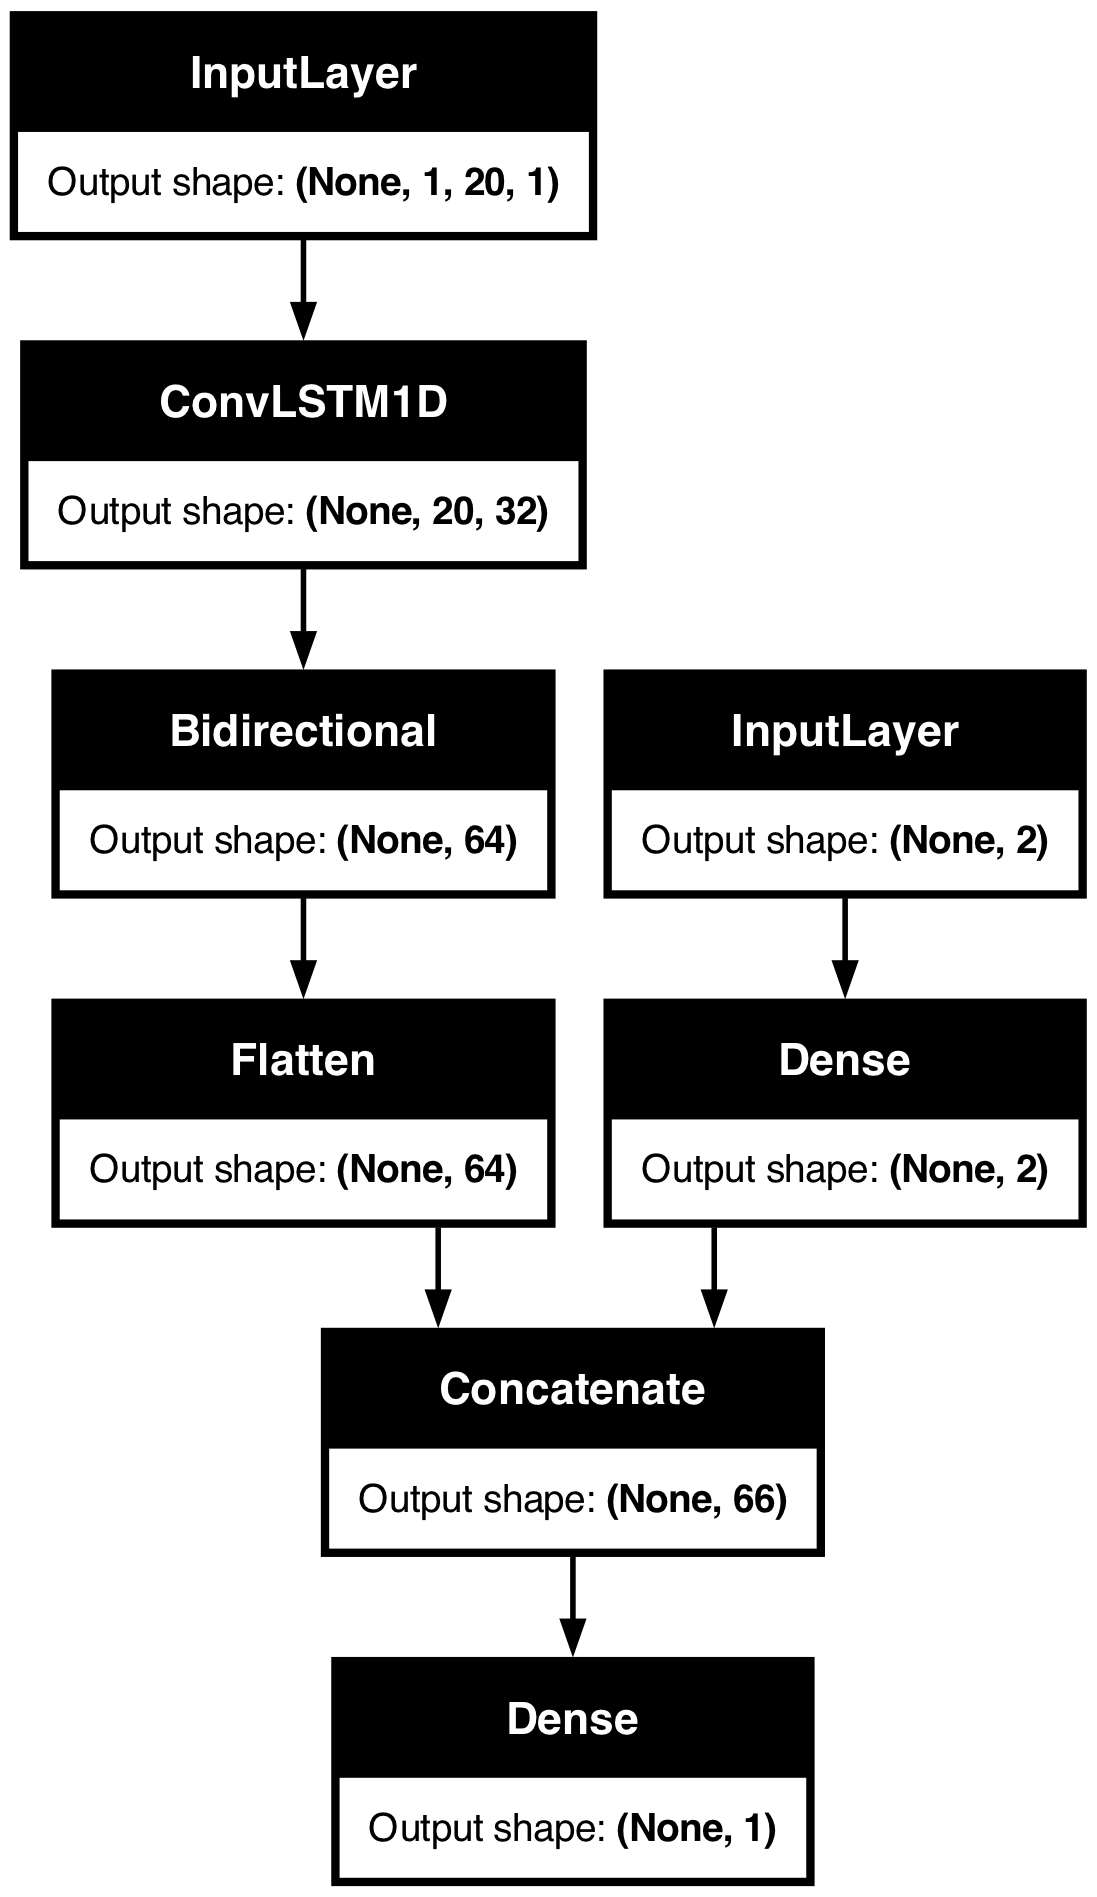 InputLayer
Output shape: (None, 1, 20, 1)
ConvLSTM1D
Output shape: (None, 20, 32)
Bidirectional
Output shape: (None, 64)
InputLayer
Output shape: (None, 2)
Flatten
Output shape: (None, 64)
Dense
Output shape: (None, 2)
Concatenate
Output shape: (None, 66)
Dense
Output shape: (None, 1)